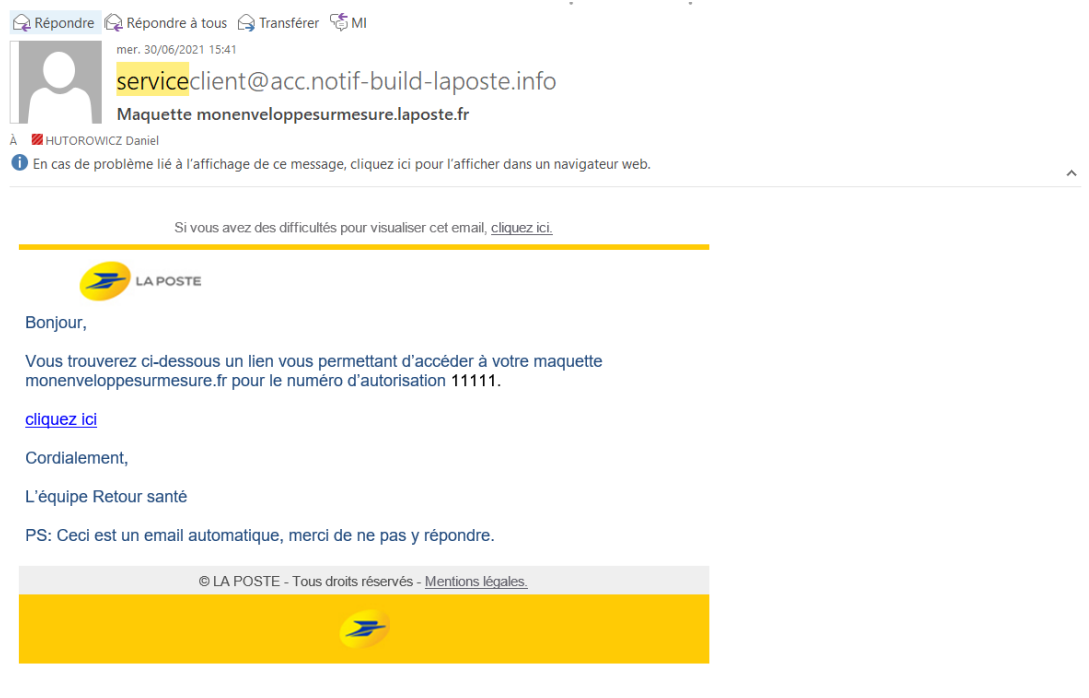 Répondre Répondre à tous Transférer MI
mer. 30/06/2021 15:41
serviceclient@acc.notif-build-laposte.info
Maquette monenveloppesurmesure.laposte.fr
À HUTOROWICZ Daniel
En cas de problème lié à l'affichage de ce message, cliquez ici pour l'afficher dans un navigateur web.
Si vous avez des difficultés pour visualiser cet email, cliquez ici.
LA POSTE
Bonjour,
Vous trouverez ci-dessous un lien vous permettant d'accéder à votre maquette
monenveloppesurmesure.fr pour le numéro d'autorisation 11111.
cliquez ici
Cordialement,
L'équipe Retour santé
PS: Ceci est un email automatique, merci de ne pas y répondre.
© LA POSTE - Tous droits réservés - Mentions légales.